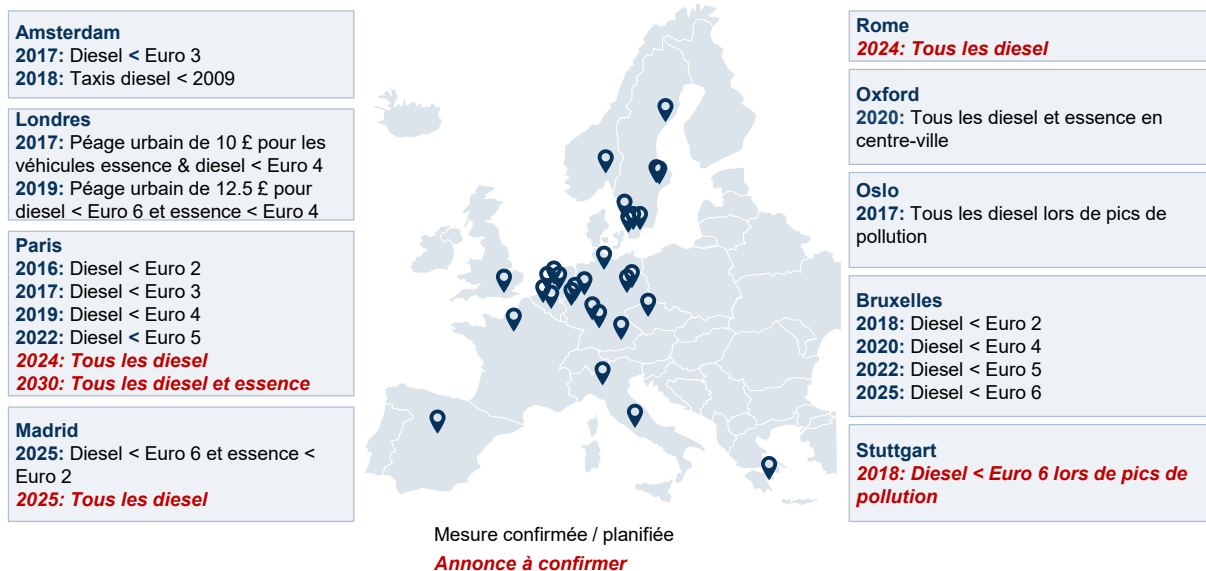 Amsterdam
2017: Diesel < Euro 3
2018: Taxis diesel < 2009
Londres
2017: Péage urbain de 10 £ pour les
véhicules essence & diesel < Euro 4
2019: Péage urbain de 12.5 £ pour
diesel < Euro 6 et essence < Euro 4
Paris
2016: Diesel < Euro 2
2017: Diesel < Euro 3
2019: Diesel < Euro 4
2022: Diesel < Euro 5
2024: Tous les diesel
2030: Tous les diesel et essence
Madrid
2025: Diesel < Euro 6 et essence <
Euro 2
2025: Tous les diesel
Rome
2024: Tous les diesel
Oxford
2020: Tous les diesel et essence en
centre-ville
Oslo
2017: Tous les diesel lors de pics de
pollution
Bruxelles
2018: Diesel < Euro 2
2020: Diesel < Euro 4
2022: Diesel < Euro 5
2025: Diesel < Euro 6
Stuttgart
2018: Diesel < Euro 6 lors de pics de
pollution
Mesure confirmée / planifiée
Annonce à confirmer